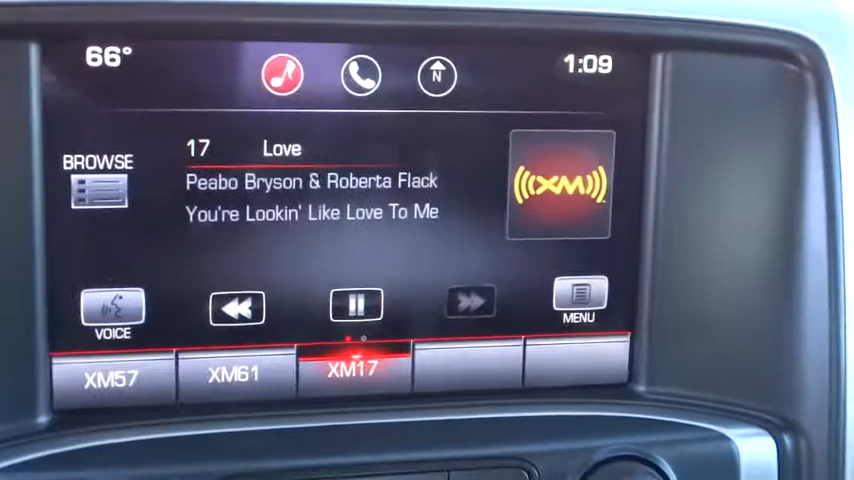 66° 1:09
N
17 Love
BROWSE
Peabo Bryson & Roberta Flack
You're Lookin' Like Love To Me
((XM))
VOICE
MENU
XM57 XM61 XM17